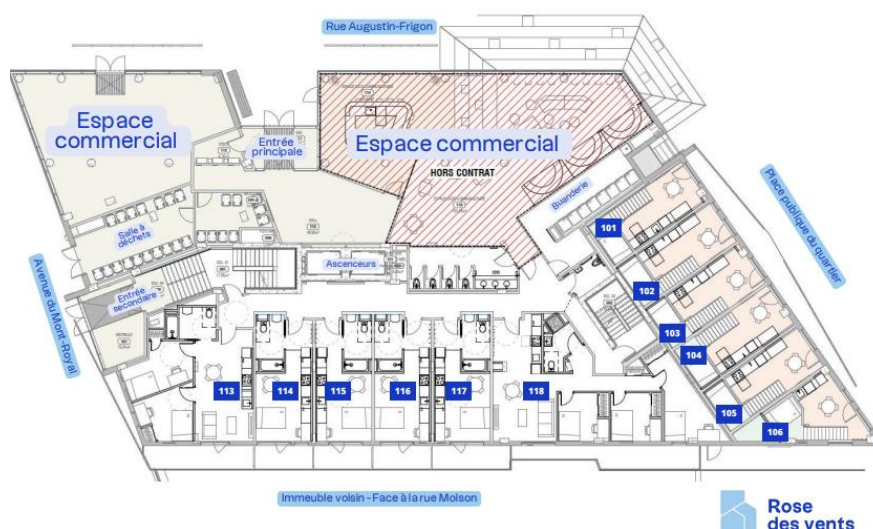 Rue Augustin-Frigon
Espace
commercial
Entrée
principale
Espace commercial
HORS CONTRAT
Buanderie
Place publique du quartier
Salle à
déchets
Ascenceurs
Avenue du Mont-Royal
Entrée
secondaire
101
102
103
104
105
106
113
114
115
116
117
118
Immeuble voisin - Face à la rue Molson
Rose
des vents